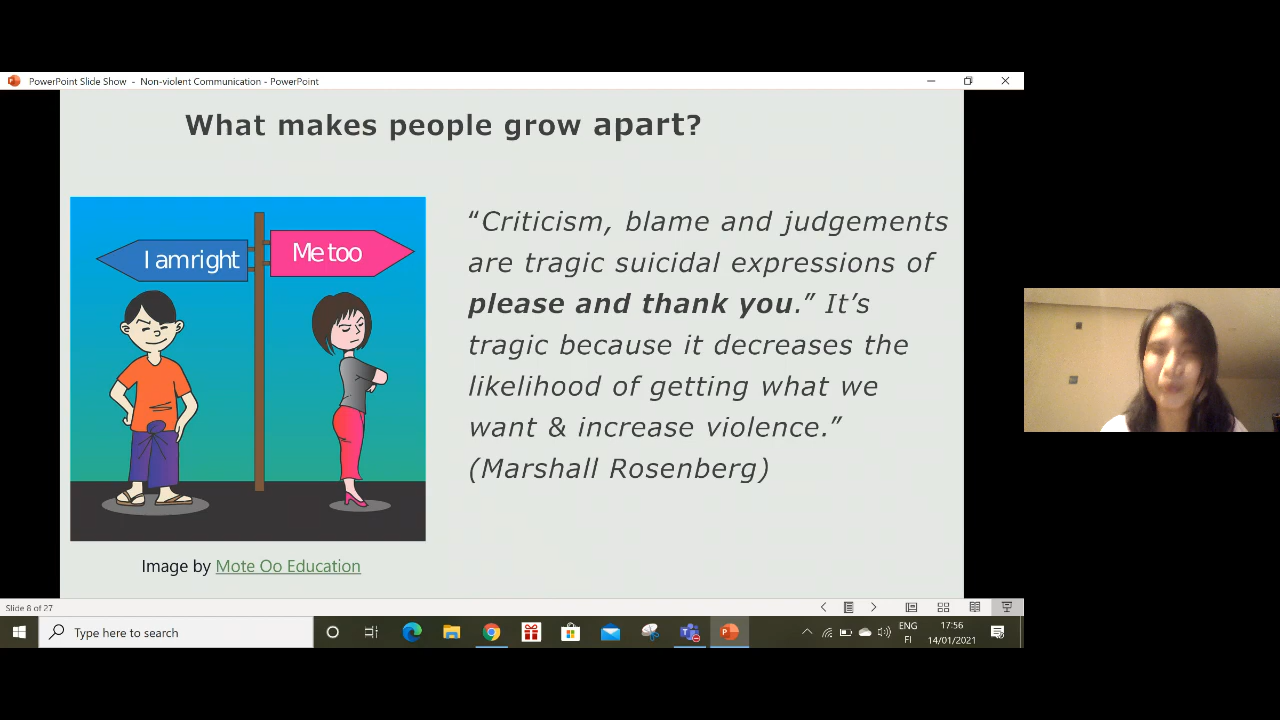 PowerPoint Slide Show - Non-violent Communication - PowerPoint
What makes people grow apart?
I am right
Me too
“Criticism, blame and judgements
are tragic suicidal expressions of
please and thank you.” It’s
tragic because it decreases the
likelihood of getting what we
want & increase violence.”
(Marshall Rosenberg)
Image by Mote Oo Education
Slide 8 of 27
Type here to search
ENG
FI
17:56
14/01/2021